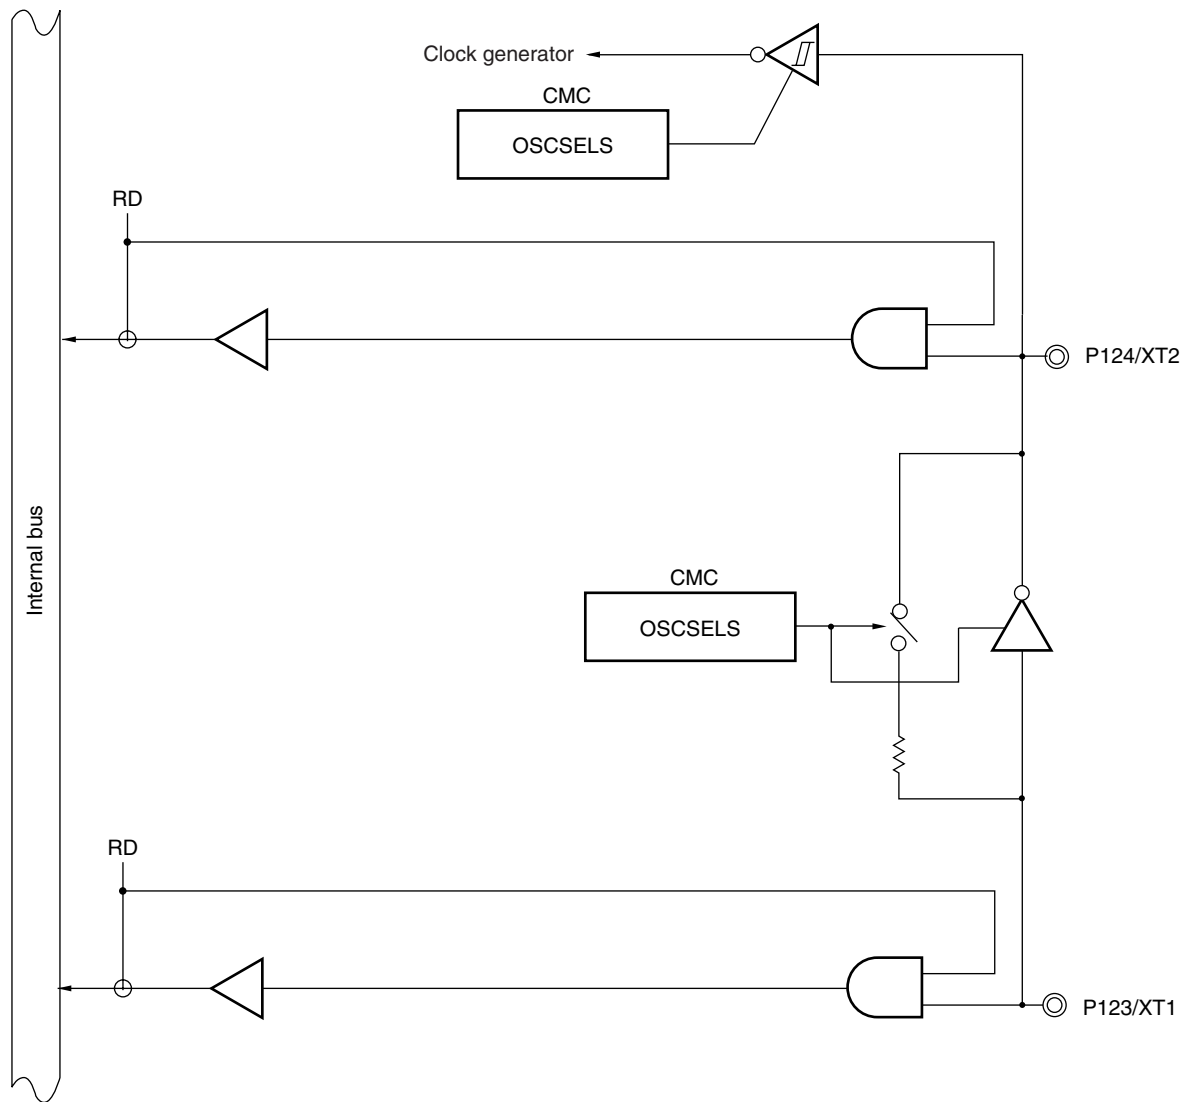 Clock generator
CMC
OSCSELS
RD
P124/XT2
Internal bus
CMC
OSCSELS
RD
P123/XT1